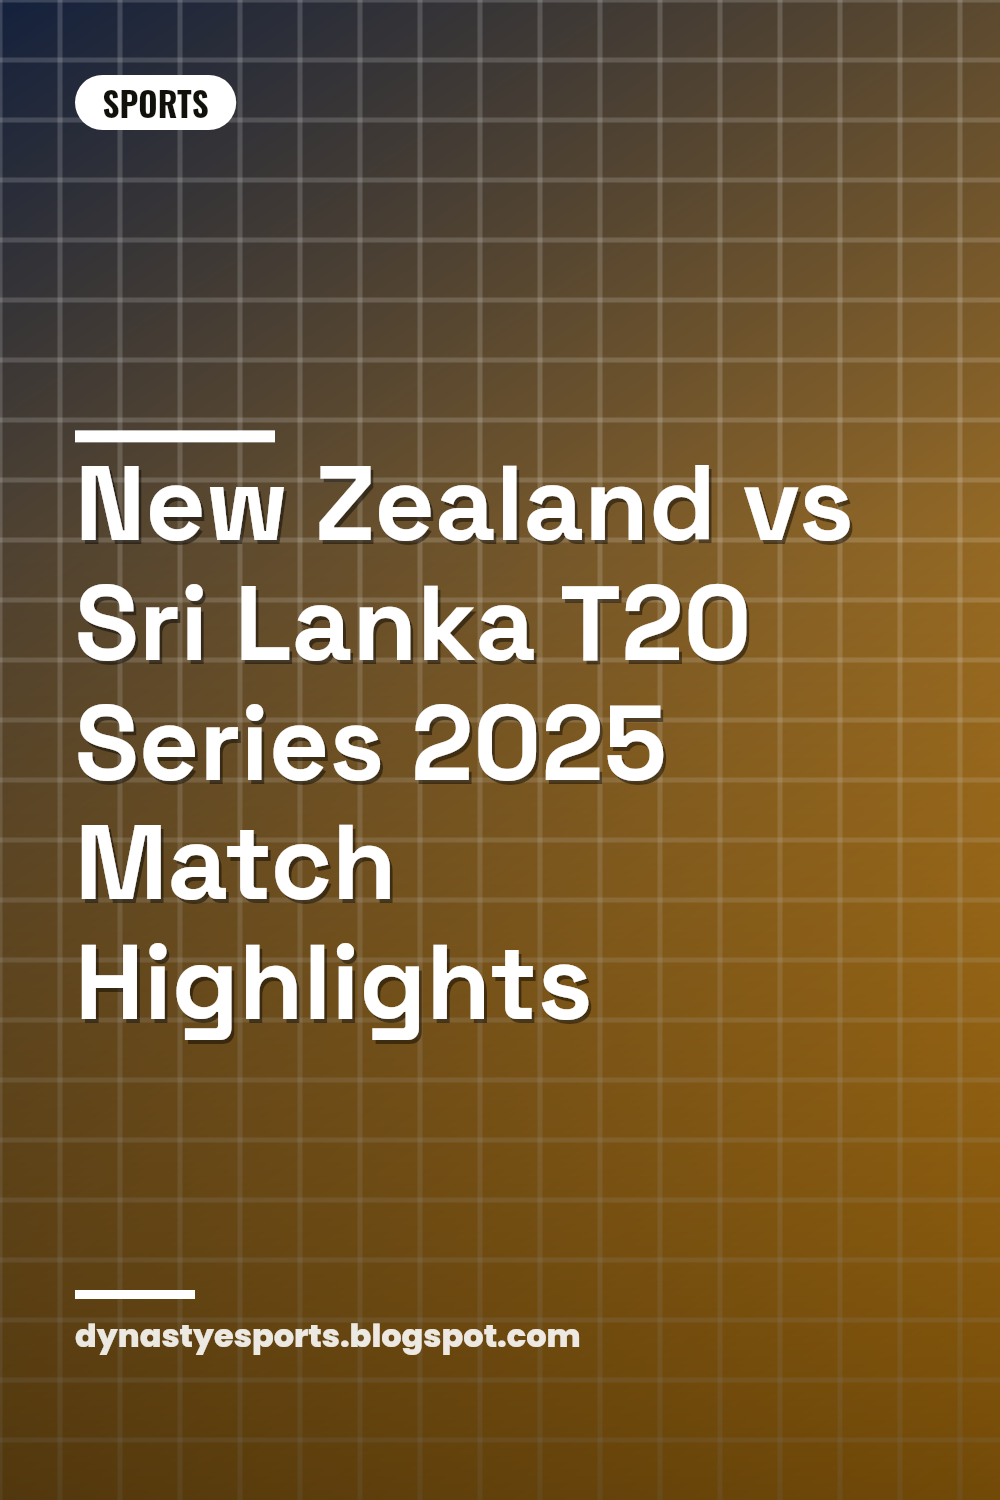 SPORTS
New Zealand vs
Sri Lanka T20
Series 2025
Match
Highlights
dynastyesports.blogspot.com